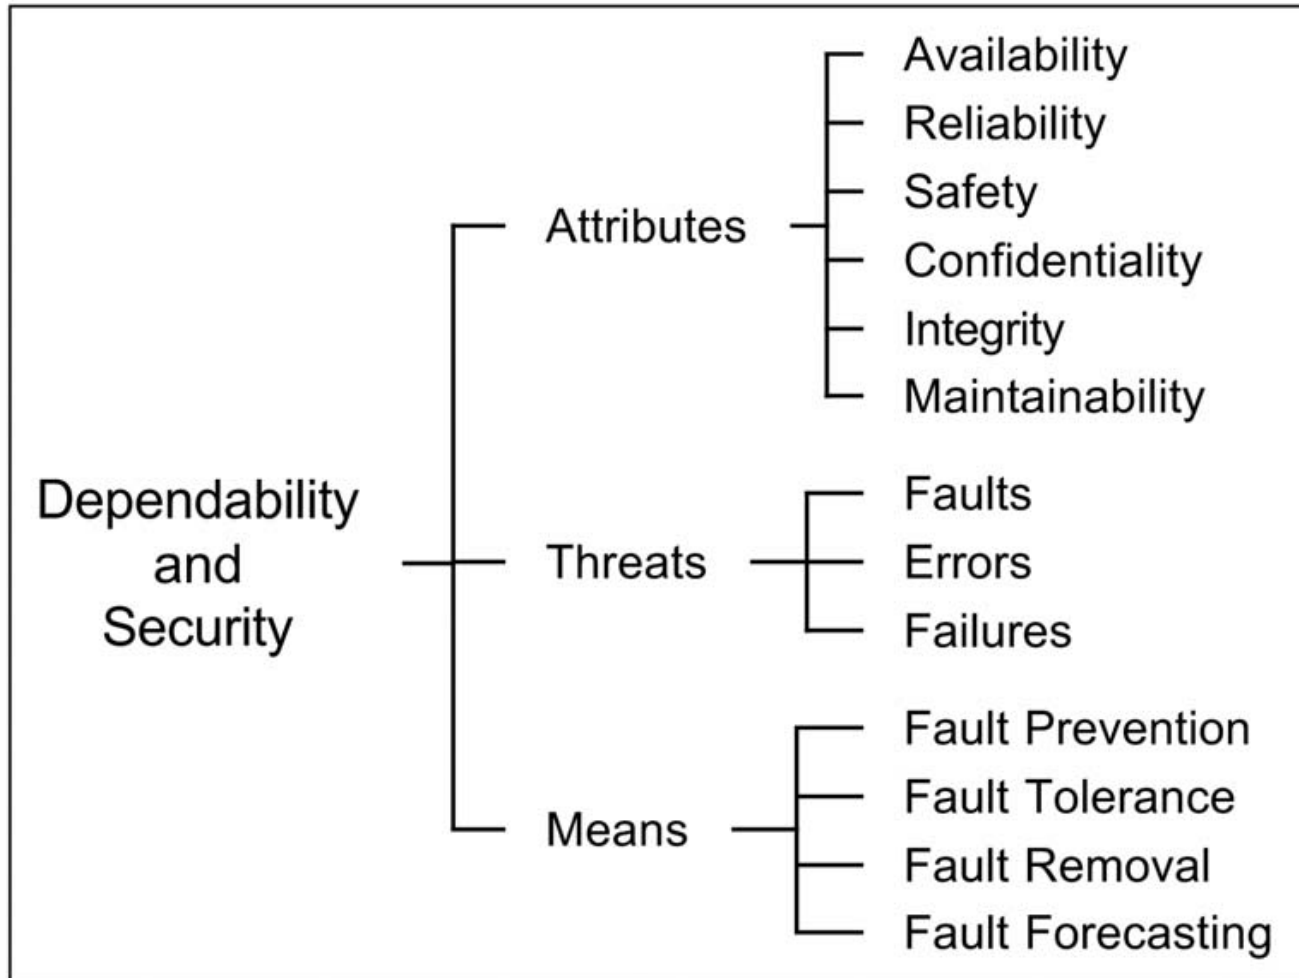 Dependability
and
Security
Attributes
Availability
Reliability
Safety
Confidentiality
Integrity
Maintainability
Threats
Faults
Errors
Failures
Means
Fault Prevention
Fault Tolerance
Fault Removal
Fault Forecasting